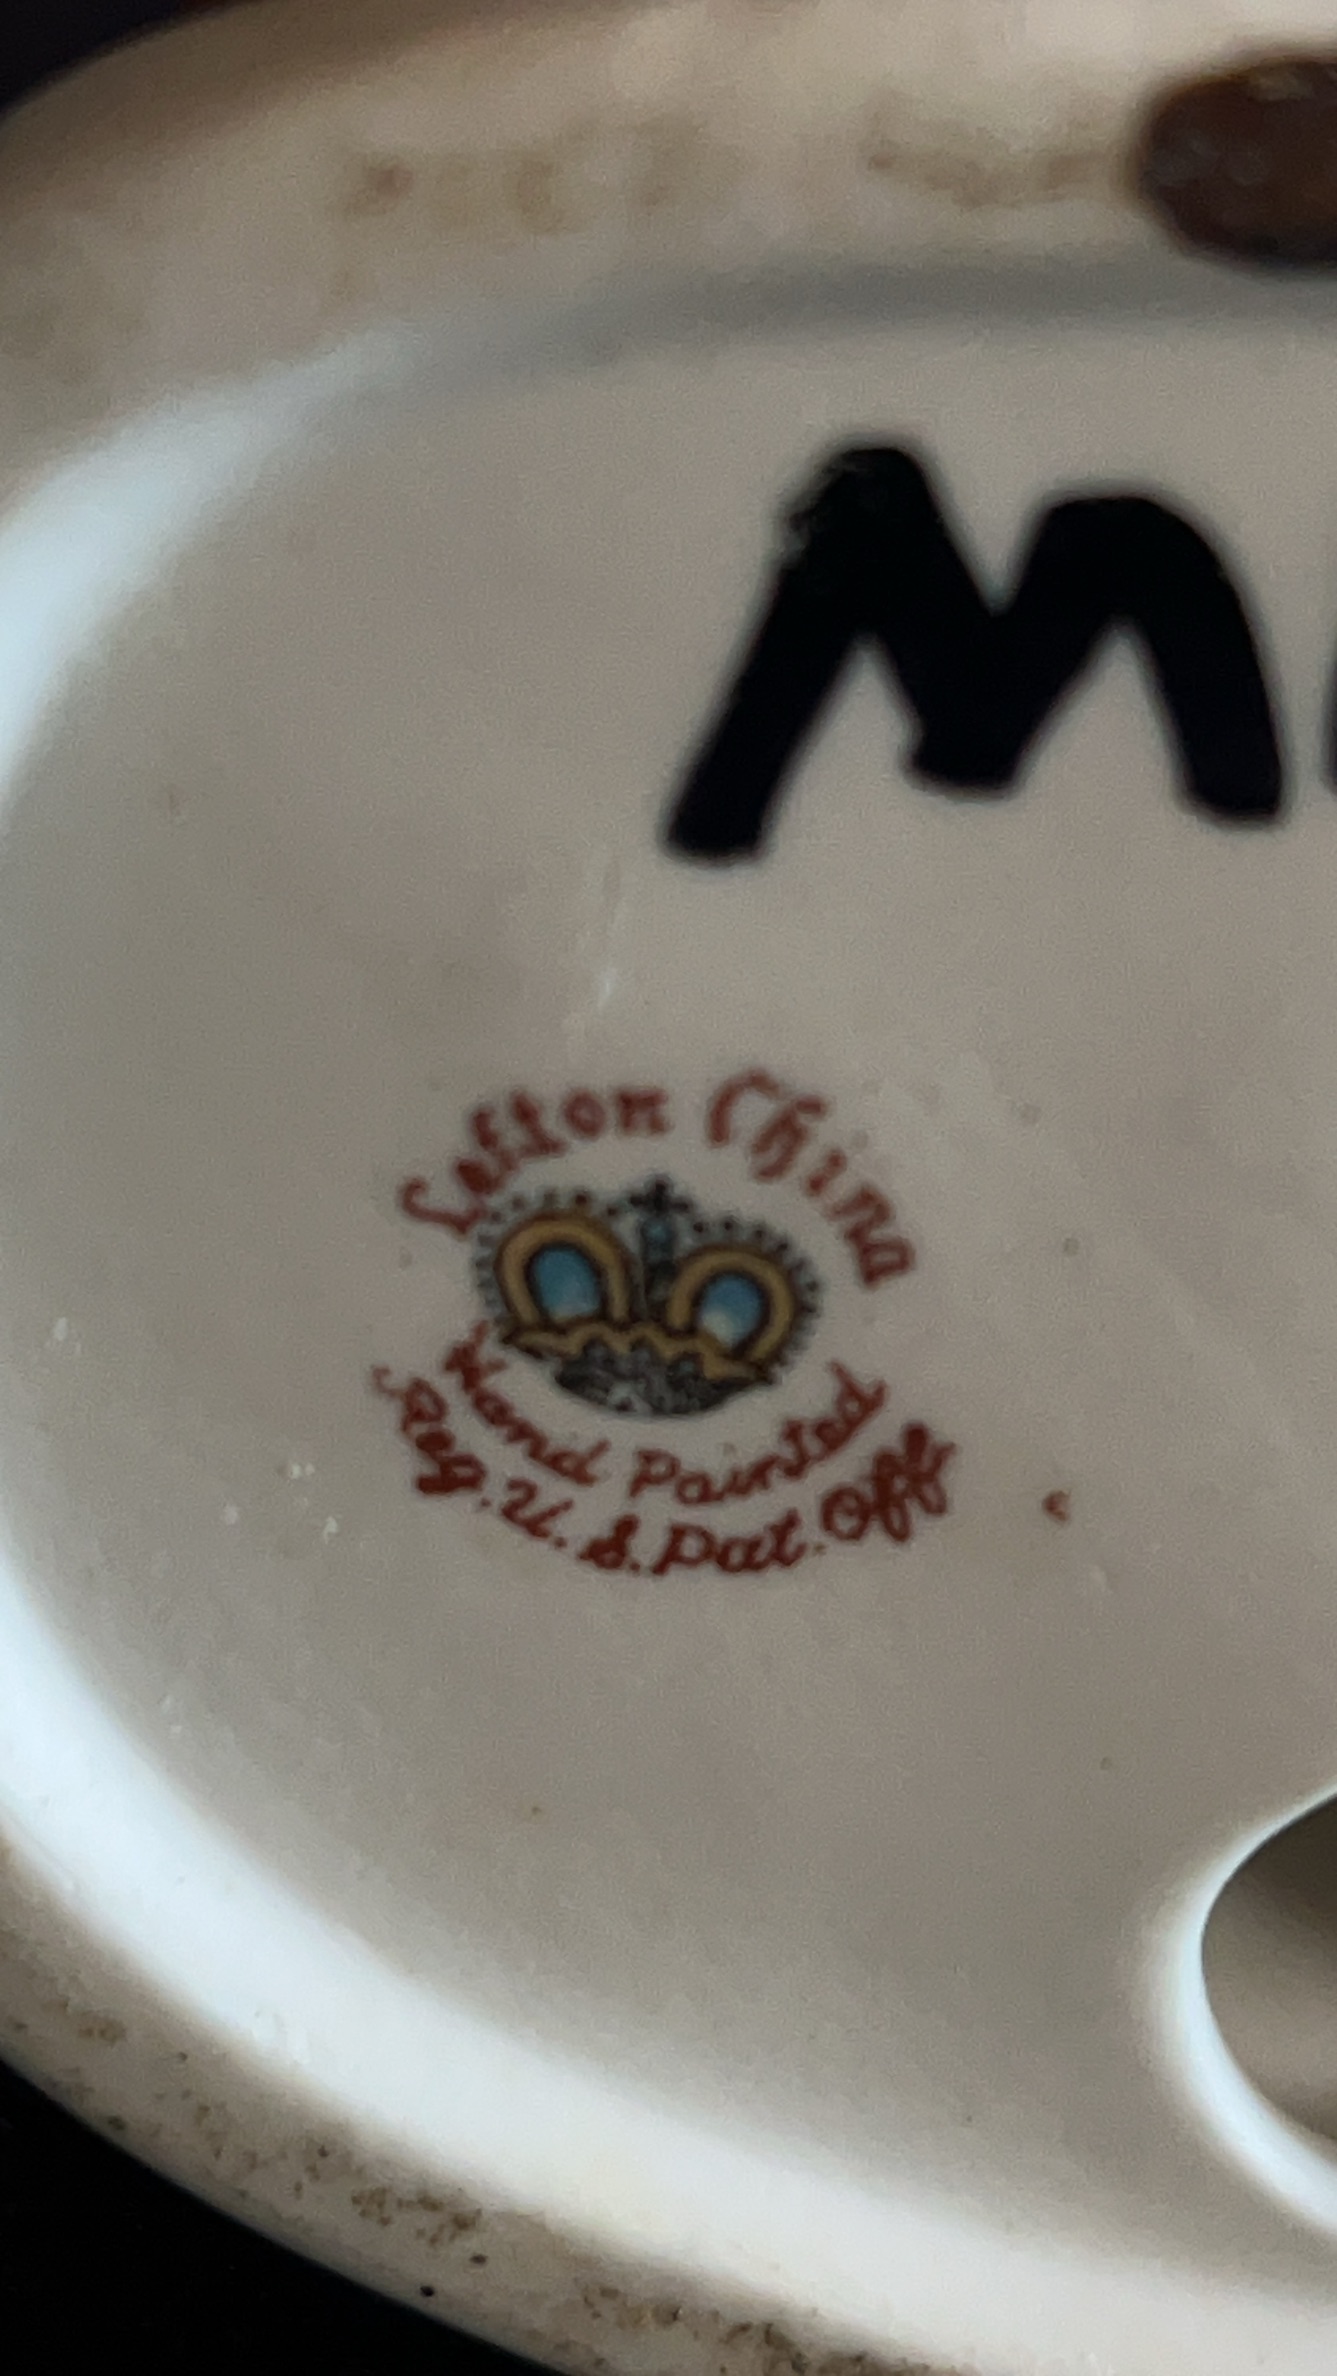 M
Lefton China
Hand Painted
Reg. U. S. Pat. Off